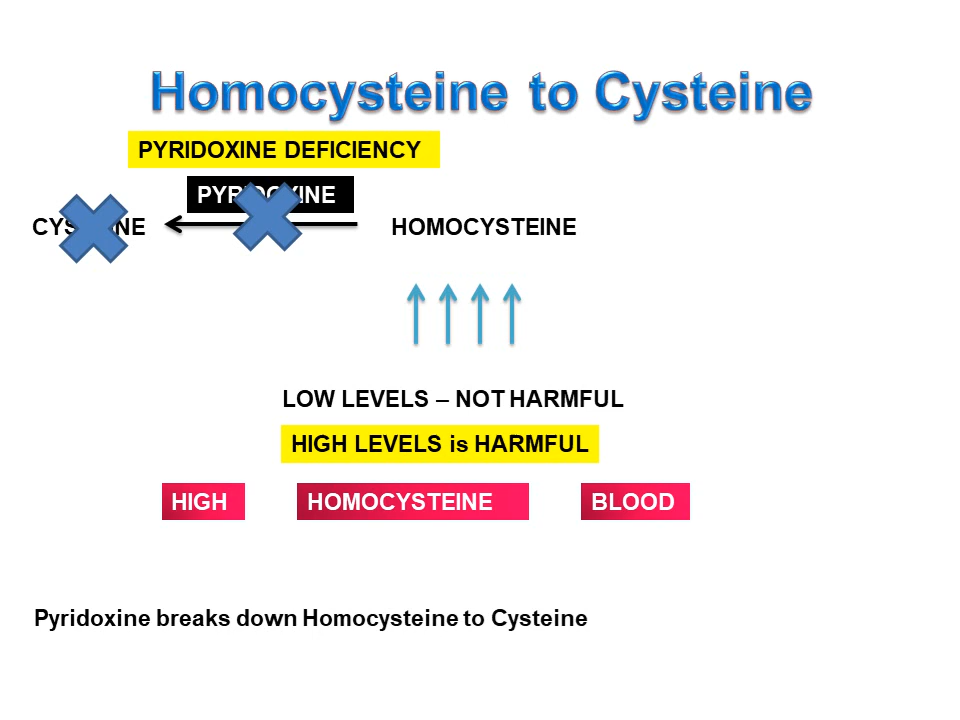 Homocysteine to Cysteine
PYRIDOXINE DEFICIENCY
PYRIDOXINE
HOMOCYSTEINE
LOW LEVELS – NOT HARMFUL
HIGH LEVELS is HARMFUL
HIGH HOMOCYSTEINE BLOOD
Pyridoxine breaks down Homocysteine to Cysteine